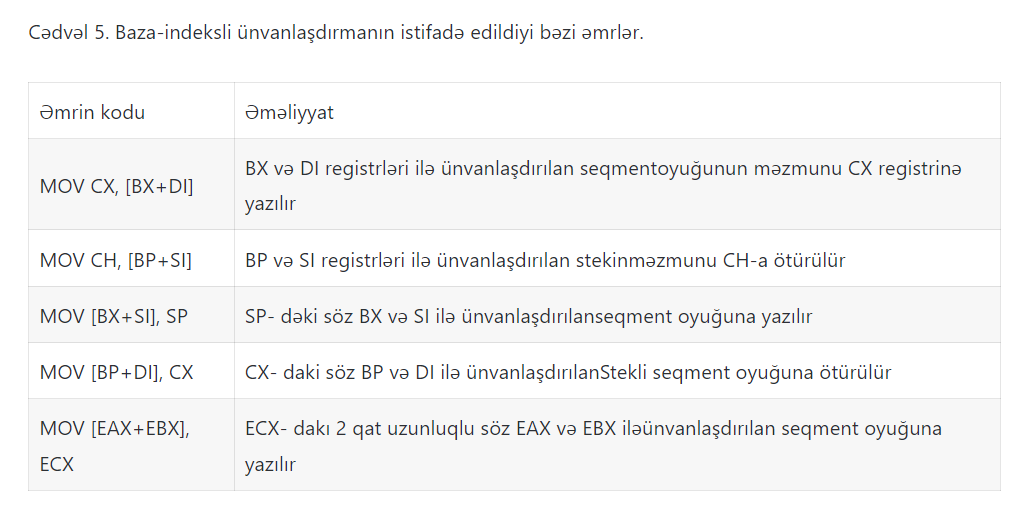 Cədvəl 5. Baza-indeksli ünvanlaşdırmanın istifadə edildiyi bəzi əmrlər.
Əmrin kodu
Əməliyyat
MOV CX, [BX+DI]
BX və DI registrləri ilə ünvanlaşdırılan seqmentoyuğunun məzmunu CX registrinə
yazılır
MOV CH, [BP+SI]
BP və SI registrləri ilə ünvanlaşdırılan stekinməzmunu CH-a ötürülür
MOV [BX+SI], SP
SP- dəki söz BX və SI ilə ünvanlaşdırılanseqment oyuğuna yazılır
MOV [BP+DI], CX
CX- daki söz BP və DI ilə ünvanlaşdırılanStekli seqment oyuğuna ötürülür
MOV [EAX+EBX],
ECX
ECX- dakı 2 qat uzunluqlu söz EAX və EBX iləünvanlaşdırılan seqment oyuğuna
yazılır